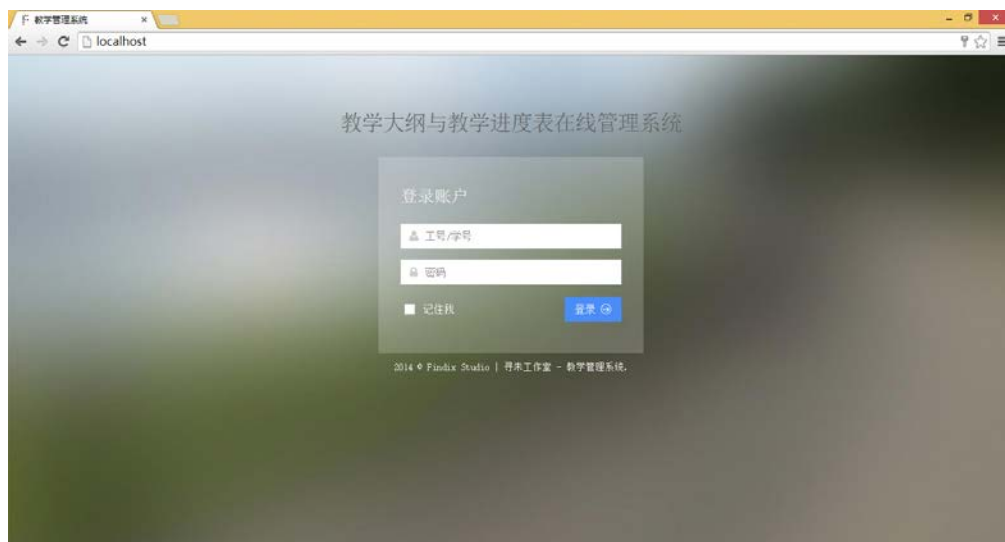 教学管理系统
localhost
教学大纲与教学进度表在线管理系统
登录账户
工号/学号
密码
记住我
登录
2014 © Findix Studio | 寻未工作室 - 教学管理系统.